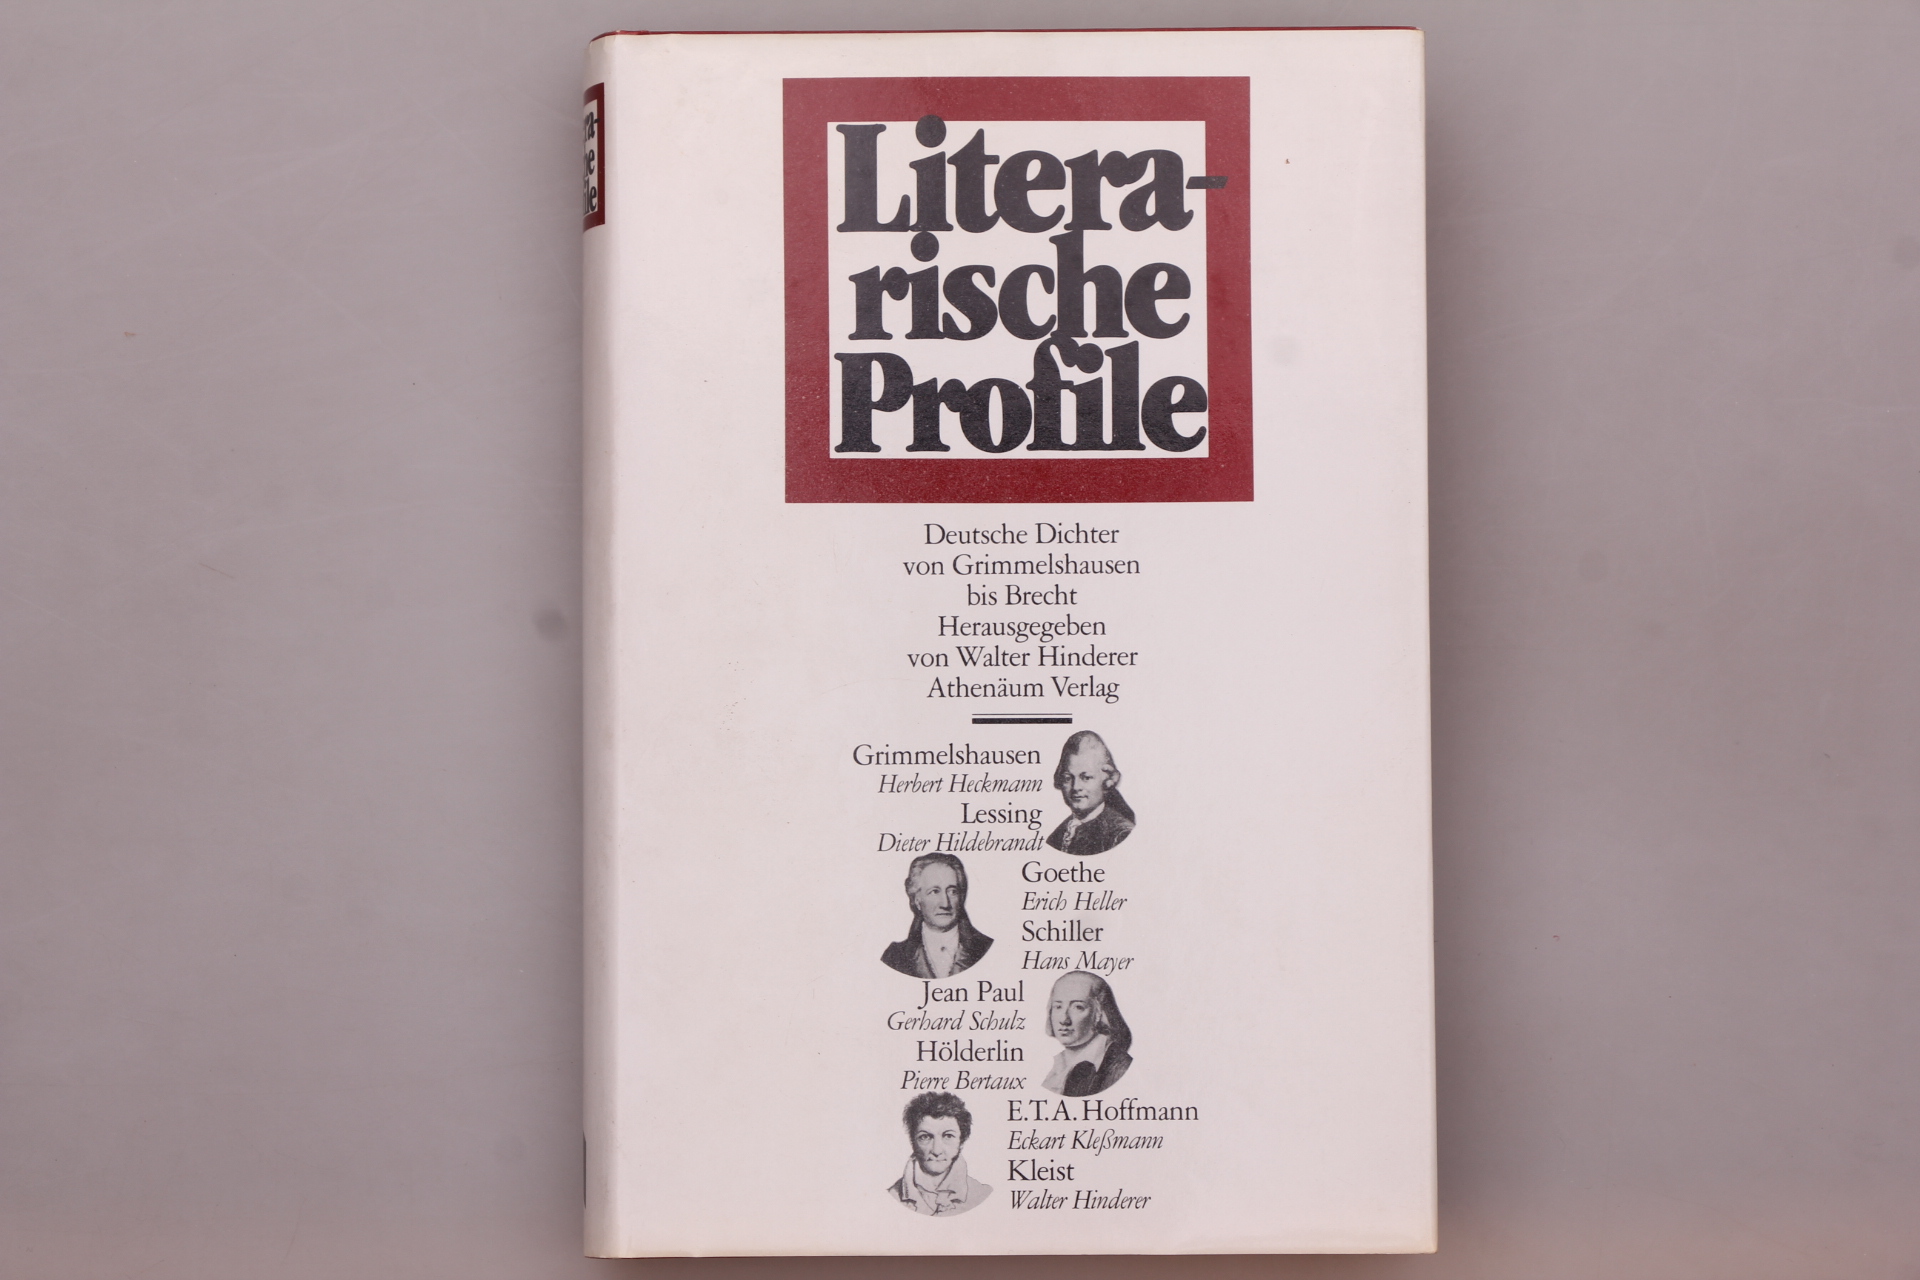 Litera-
rische
Profile
Deutsche Dichter
von Grimmelshausen
bis Brecht
Herausgegeben
von Walter Hinderer
Athenäum Verlag
Grimmelshausen
Herbert Heckmann
Lessing
Dieter Hildebrandt
Goethe
Erich Heller
Schiller
Hans Mayer
Jean Paul
Gerhard Schulz
Hölderlin
Pierre Bertaux
E.T.A. Hoffmann
Eckart Kleßmann
Kleist
Walter Hinderer